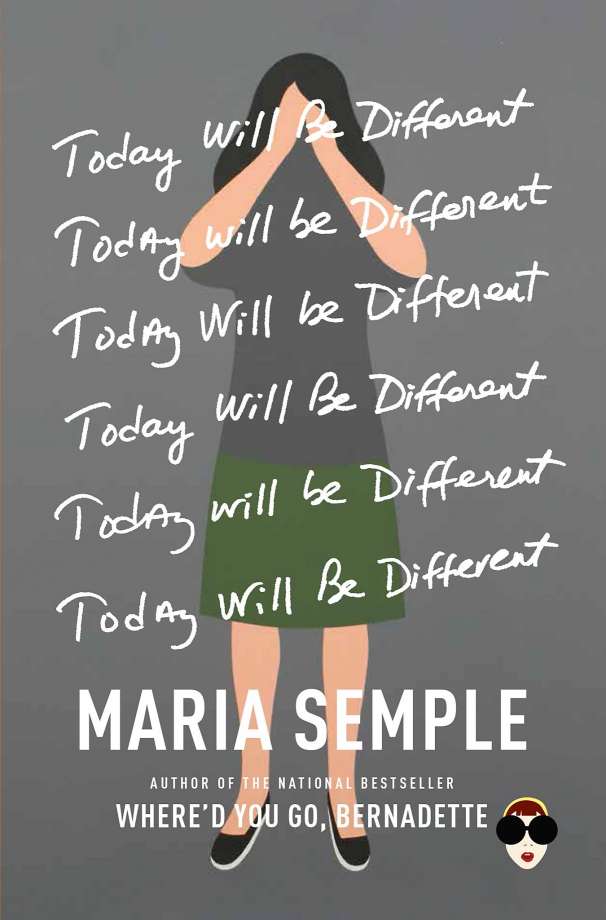 Today Will Be Different
TodAy will be Different
TodAy Will be Different
Today Will Be Different
TodAy will be Different
TodAy Will Be Different
MARIA SEMPLE
AUTHOR OF THE NATIONAL BESTSELLER
WHERE'D YOU GO, BERNADETTE